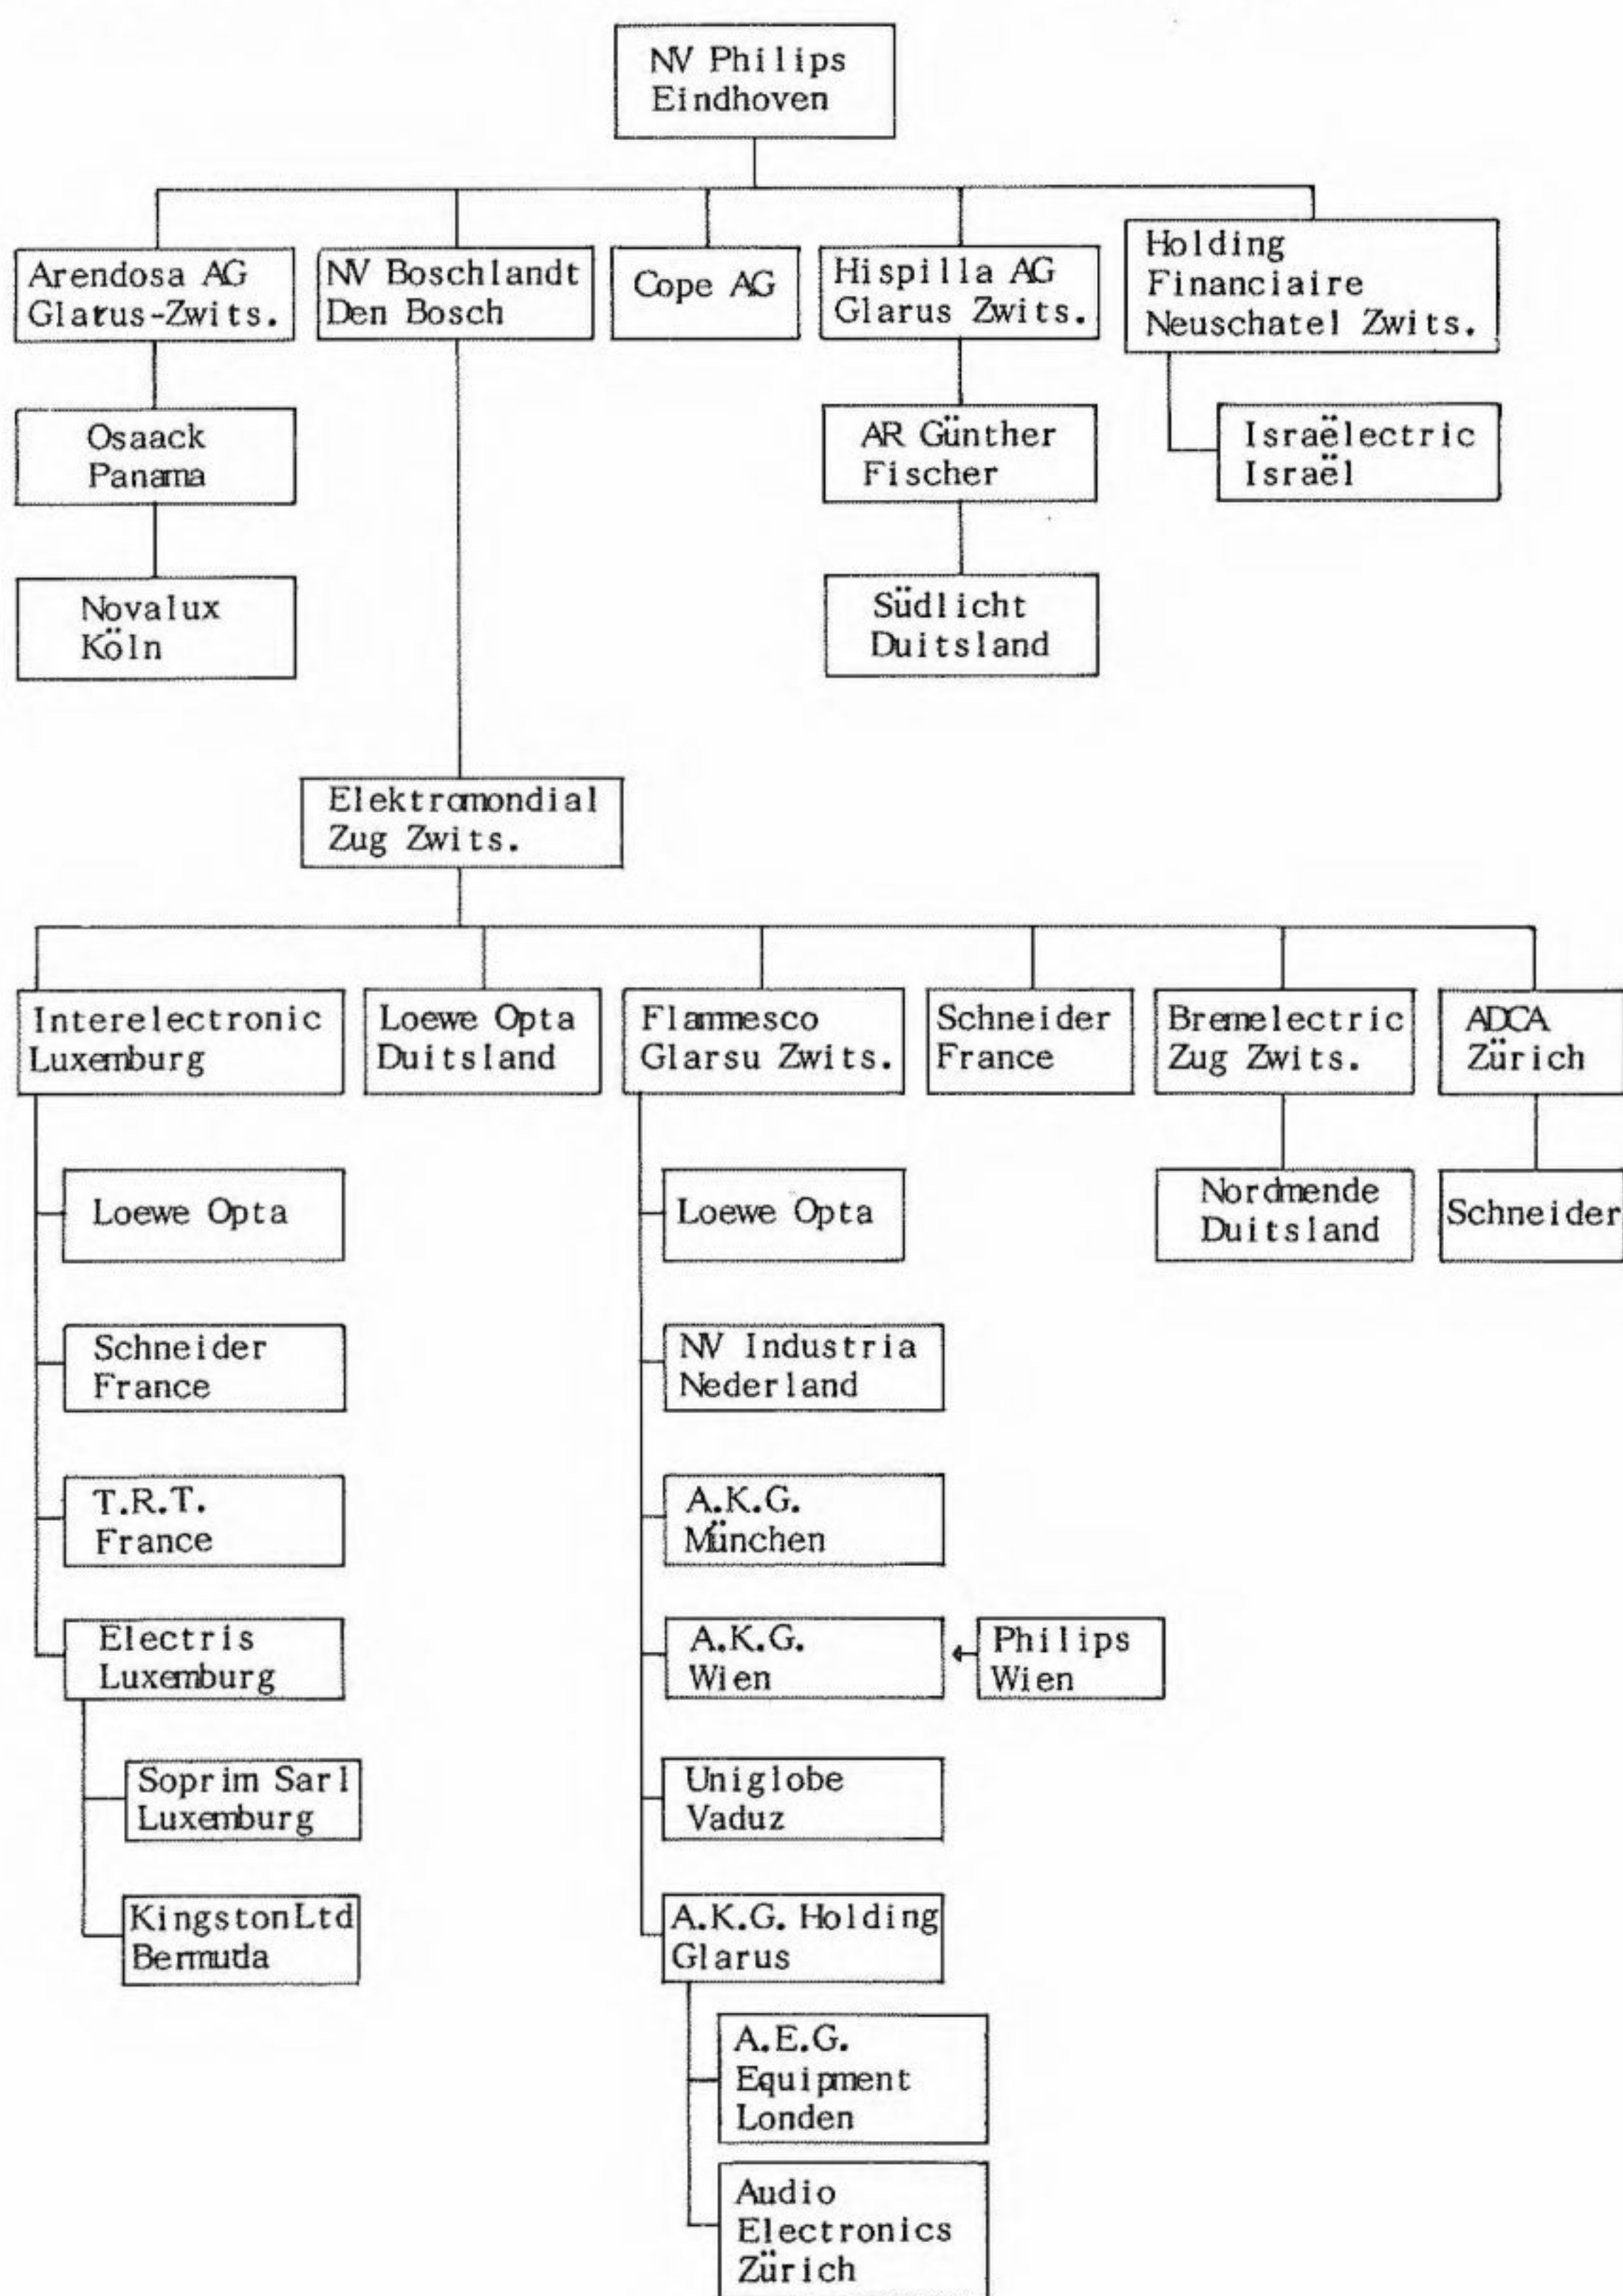 NV Philips
Eindhoven
Arendosa AG
Glarus-Zwits.
NV Boschlandt
Den Bosch
Cope AG
Hispilla AG
Glarus Zwits.
Holding
Financiaire
Neuschatel Zwits.
Osaack
Panama
AR Günther
Fischer
Israëlectric
Israël
Novalux
Köln
Südlicht
Duitsland
Elektromondial
Zug Zwits.
Interelectronic
Luxemburg
Loewe Opta
Duitsland
Flammesco
Glarsu Zwits.
Schneider
France
Bremelectric
Zug Zwits.
ADCA
Zürich
Loewe Opta
Loewe Opta
Nordmende
Duitsland
Schneider
Schneider
France
NV Industria
Nederland
T.R.T.
France
A.K.G.
München
Electris
Luxemburg
A.K.G.
Wien
Philips
Wien
Soprim Sarl
Luxemburg
Uniglobe
Vaduz
KingstonLtd
Bermuda
A.K.G. Holding
Glarus
A.E.G.
Equipment
Londen
Audio
Electronics
Zürich